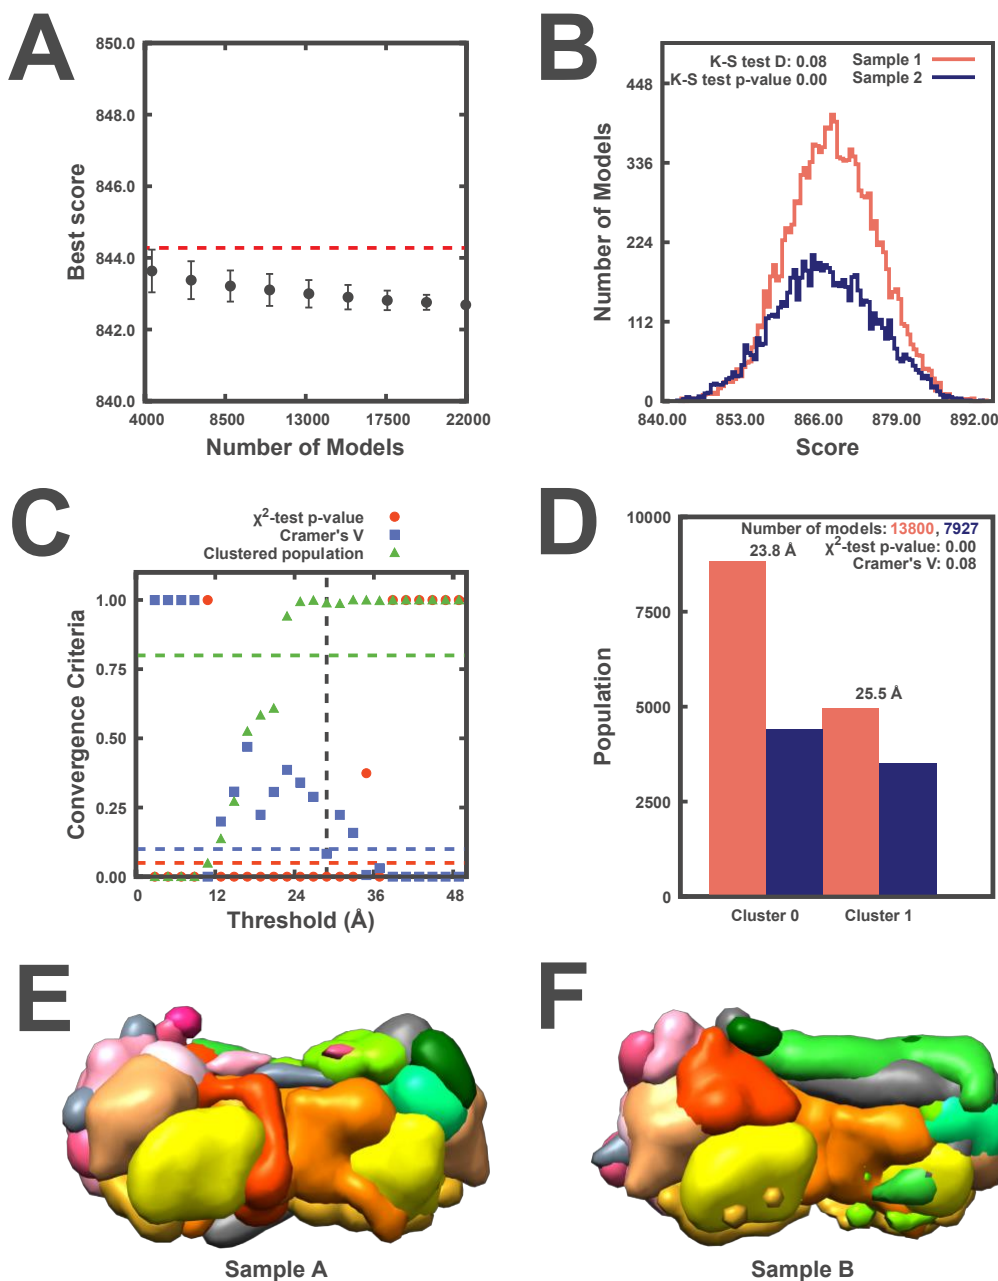 A
850.0
848.0
846.0
844.0
842.0
840.0
Best score
4000 8500 13000 17500 22000
Number of Models
B
K-S test D: 0.08
K-S test p-value 0.00
Sample 1
Sample 2
448
336
224
112
0
Number of Models
840.00 853.00 866.00 879.00 892.00
Score
C
χ²-test p-value
Cramer's V
Clustered population
1.00
0.75
0.50
0.25
0.00
Convergence Criteria
0 12 24 36 48
Threshold (Å)
D
Number of models: 13800, 7927
χ²-test p-value: 0.00
Cramer's V: 0.08
23.8 Å
25.5 Å
10000
7500
5000
2500
0
Population
Cluster 0 Cluster 1
E
Sample A
F
Sample B